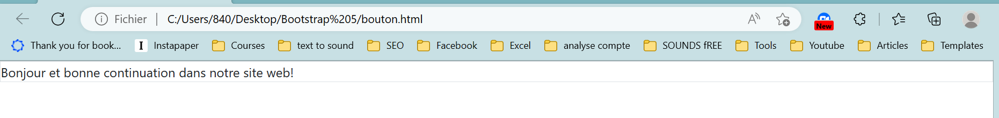 Fichier | C:/Users/840/Desktop/Bootstrap%205/bouton.html New
Thank you for book... I Instapaper Courses text to sound SEO Facebook Excel analyse compte SOUNDS fREE Tools Youtube Articles Templates
Bonjour et bonne continuation dans notre site web!